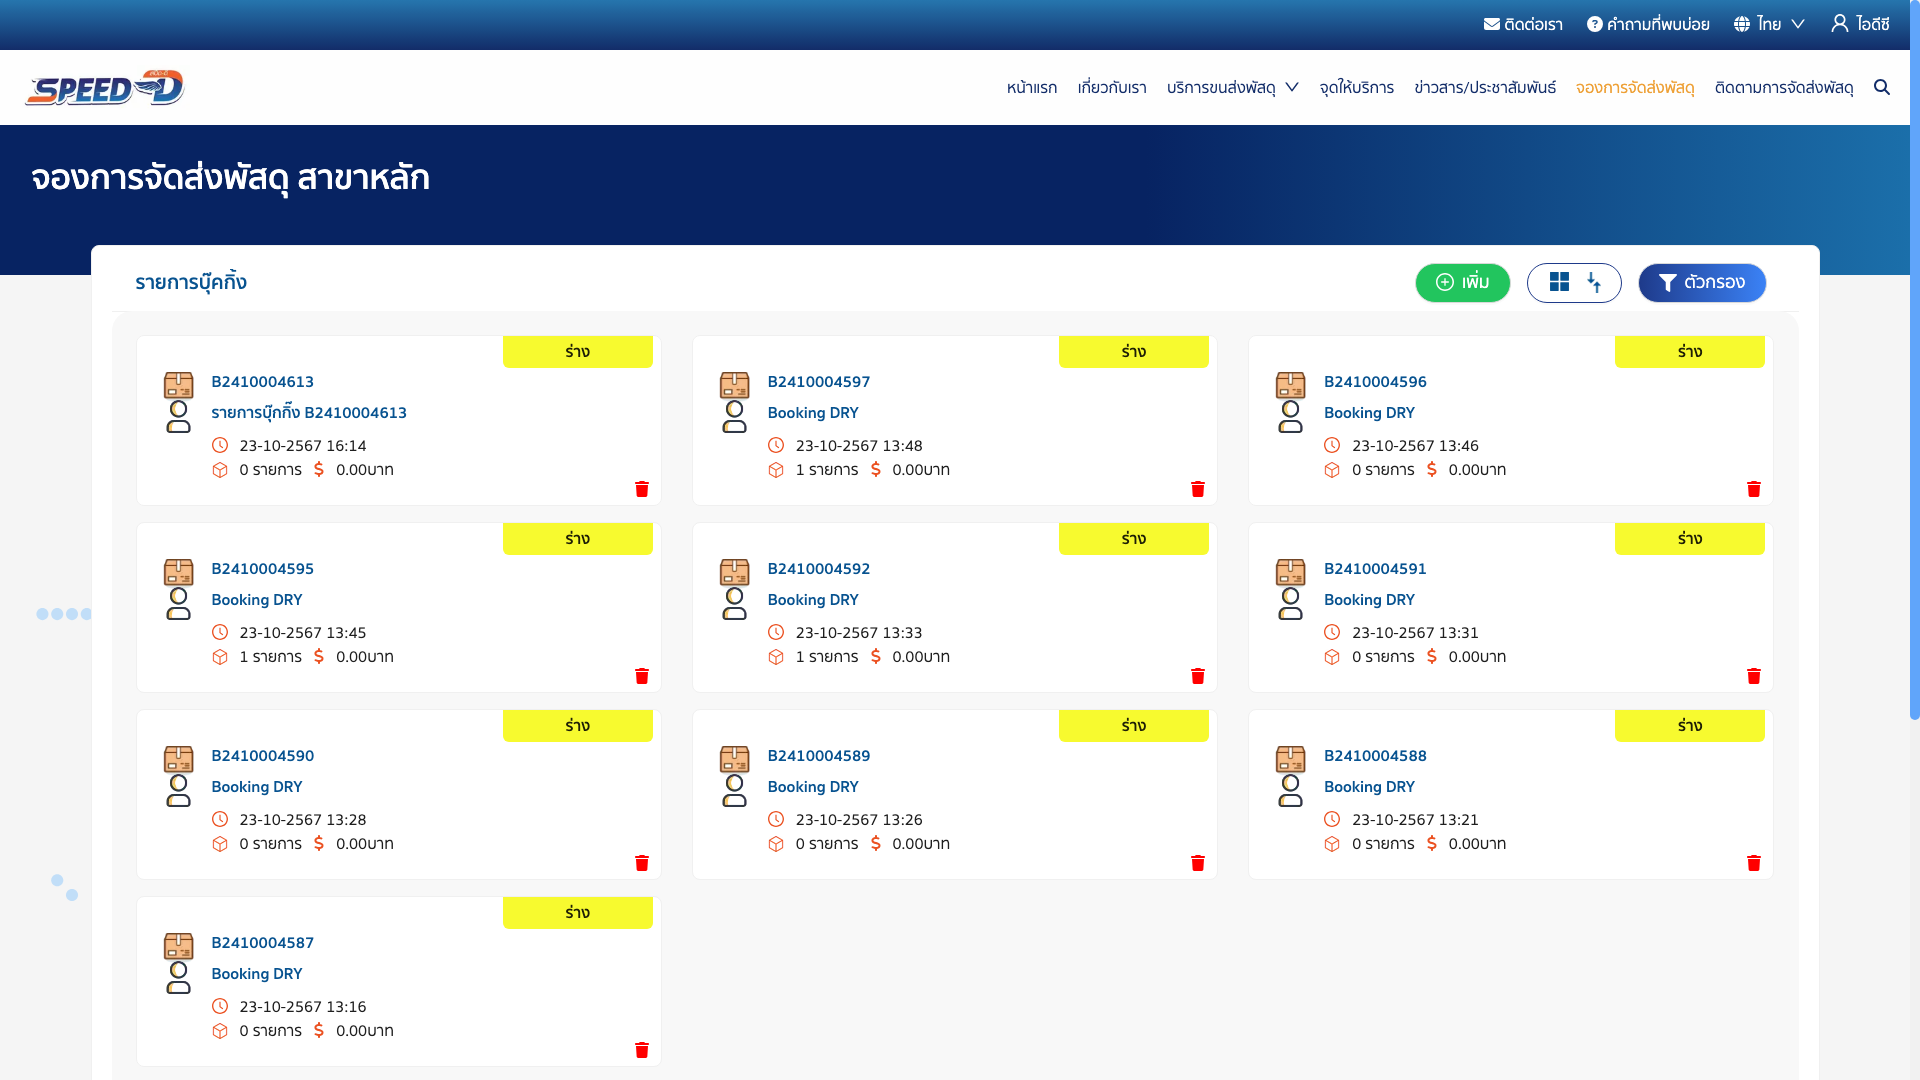 ติดต่อเรา คำถามที่พบบ่อย ไทย ไอดีซี
SPEED-D
หน้าแรก เกี่ยวกับเรา บริการขนส่งพัสดุ จุดให้บริการ ข่าวสาร/ประชาสัมพันธ์ จองการจัดส่งพัสดุ ติดตามการจัดส่งพัสดุ
จองการจัดส่งพัสดุ สาขาหลัก
รายการบุ๊คกิ้ง
เพิ่ม
ตัวกรอง
ร่าง
B2410004613
รายการบุ๊กกิ๊ง B2410004613
23-10-2567 16:14
0 รายการ 0.00บาท
ร่าง
B2410004597
Booking DRY
23-10-2567 13:48
1 รายการ 0.00บาท
ร่าง
B2410004596
Booking DRY
23-10-2567 13:46
0 รายการ 0.00บาท
ร่าง
B2410004595
Booking DRY
23-10-2567 13:45
1 รายการ 0.00บาท
ร่าง
B2410004592
Booking DRY
23-10-2567 13:33
1 รายการ 0.00บาท
ร่าง
B2410004591
Booking DRY
23-10-2567 13:31
0 รายการ 0.00บาท
ร่าง
B2410004590
Booking DRY
23-10-2567 13:28
0 รายการ 0.00บาท
ร่าง
B2410004589
Booking DRY
23-10-2567 13:26
0 รายการ 0.00บาท
ร่าง
B2410004588
Booking DRY
23-10-2567 13:21
0 รายการ 0.00บาท
ร่าง
B2410004587
Booking DRY
23-10-2567 13:16
0 รายการ 0.00บาท